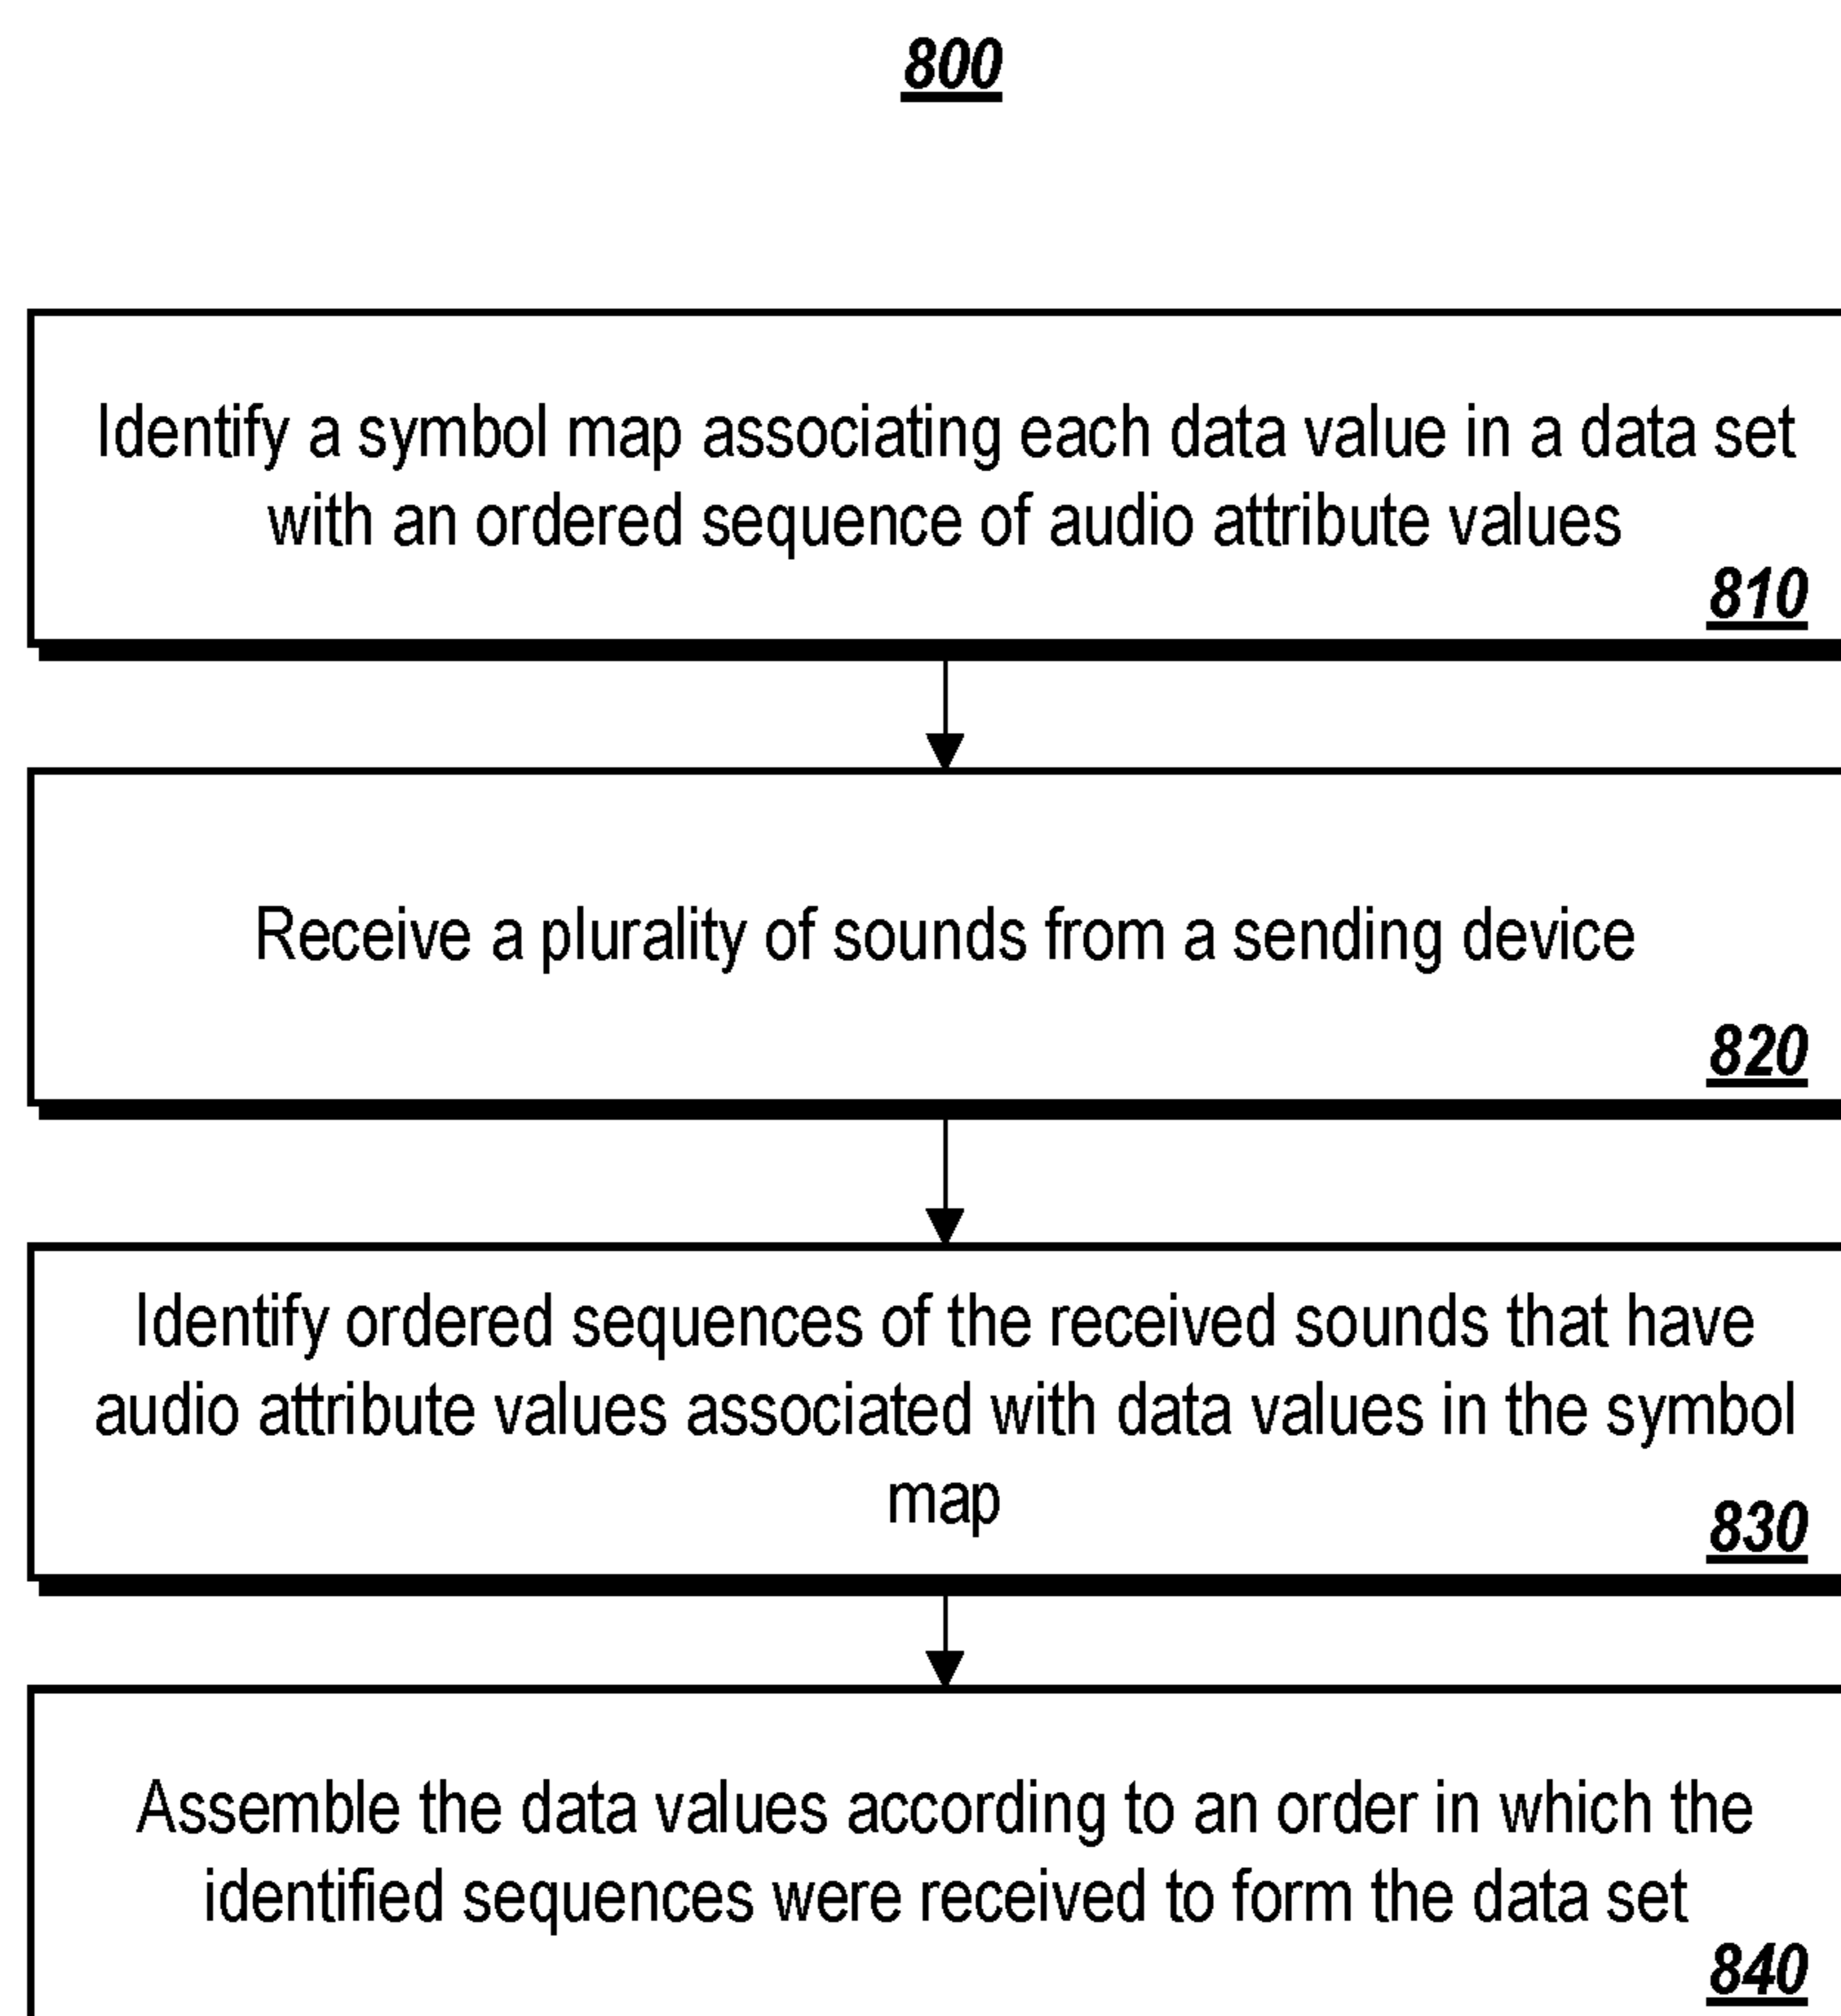 800
Identify a symbol map associating each data value in a data set
with an ordered sequence of audio attribute values
810
Receive a plurality of sounds from a sending device
820
Identify ordered sequences of the received sounds that have
audio attribute values associated with data values in the symbol
map
830
Assemble the data values according to an order in which the
identified sequences were received to form the data set
840